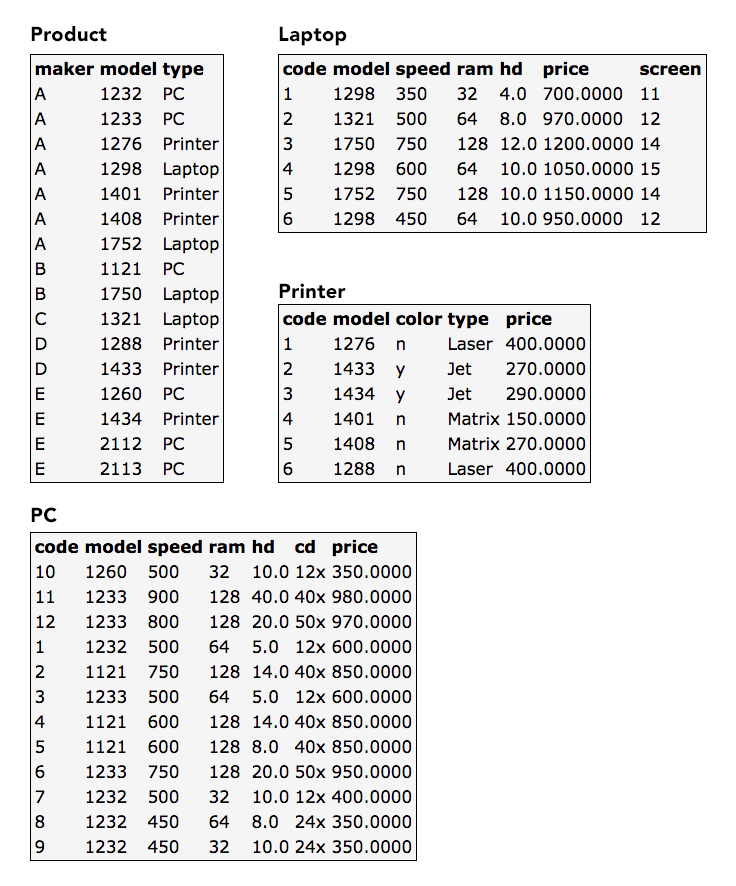 Product
maker model type
A 1232 PC
A 1233 PC
A 1276 Printer
A 1298 Laptop
A 1401 Printer
A 1408 Printer
A 1752 Laptop
B 1121 PC
B 1750 Laptop
C 1321 Laptop
D 1288 Printer
D 1433 Printer
E 1260 PC
E 1434 Printer
E 2112 PC
E 2113 PC
Laptop
code model speed ram hd price screen
1 1298 350 32 4.0 700.0000 11
2 1321 500 64 8.0 970.0000 12
3 1750 750 128 12.0 1200.0000 14
4 1298 600 64 10.0 1050.0000 15
5 1752 750 128 10.0 1150.0000 14
6 1298 450 64 10.0 950.0000 12
Printer
code model color type price
1 1276 n Laser 400.0000
2 1433 y Jet 270.0000
3 1434 y Jet 290.0000
4 1401 n Matrix 150.0000
5 1408 n Matrix 270.0000
6 1288 n Laser 400.0000
PC
code model speed ram hd cd price
10 1260 500 32 10.0 12x 350.0000
11 1233 900 128 40.0 40x 980.0000
12 1233 800 128 20.0 50x 970.0000
1 1232 500 64 5.0 12x 600.0000
2 1121 750 128 14.0 40x 850.0000
3 1233 500 64 5.0 12x 600.0000
4 1121 600 128 14.0 40x 850.0000
5 1121 600 128 8.0 40x 850.0000
6 1233 750 128 20.0 50x 950.0000
7 1232 500 32 10.0 12x 400.0000
8 1232 450 64 8.0 24x 350.0000
9 1232 450 32 10.0 24x 350.0000